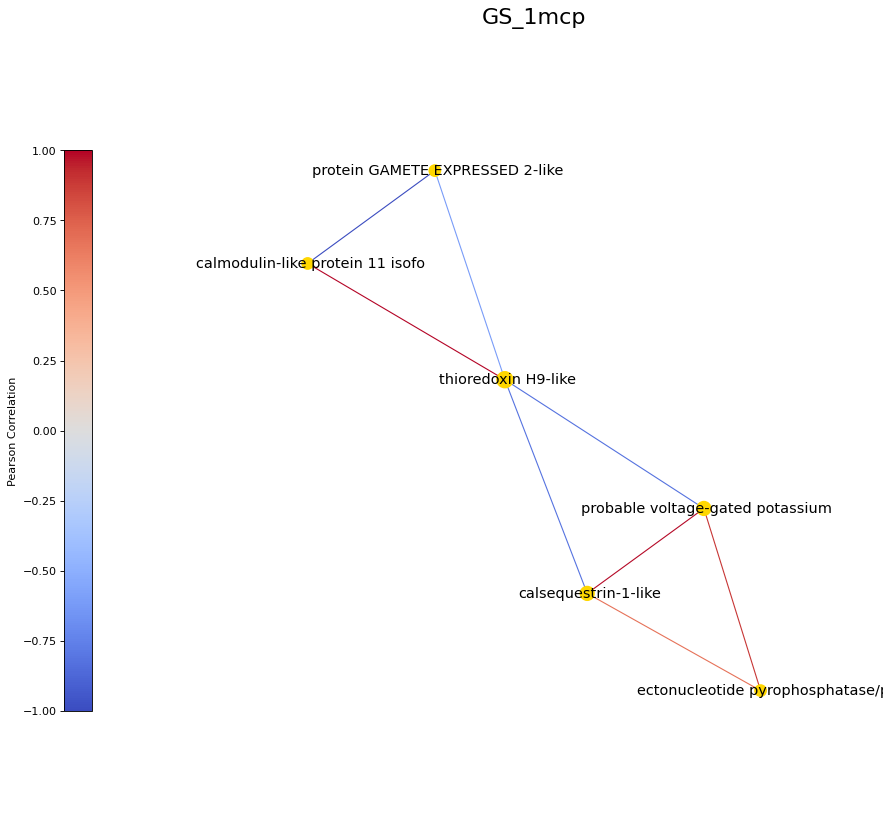 GS_1mcp
1.00
0.75
0.50
0.25
0.00
−0.25
−0.50
−0.75
−1.00
Pearson Correlation
protein GAMETE EXPRESSED 2-like
calmodulin-like protein 11 isofo
thioredoxin H9-like
probable voltage-gated potassium
calsequestrin-1-like
ectonucleotide pyrophosphatase/p